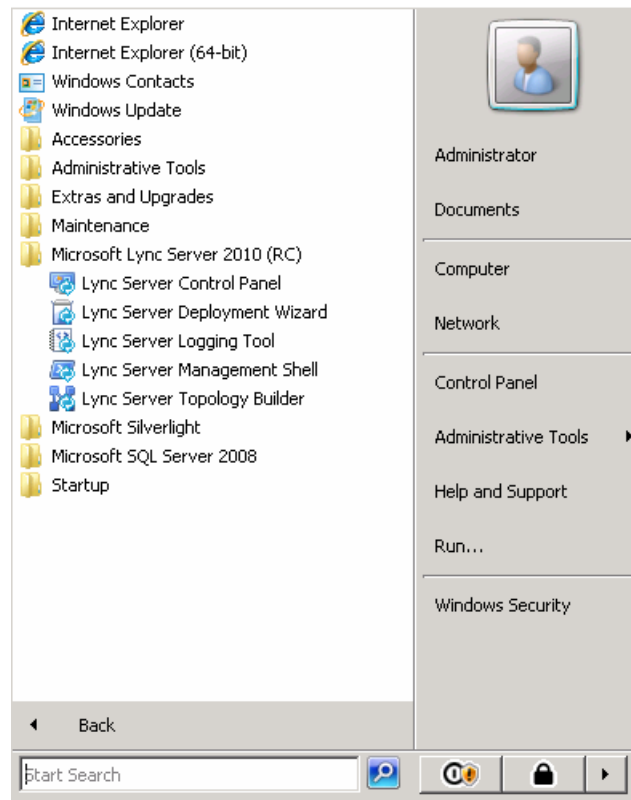 Internet Explorer
Internet Explorer (64-bit)
Windows Contacts
Windows Update
Accessories
Administrative Tools
Extras and Upgrades
Maintenance
Microsoft Lync Server 2010 (RC)
Lync Server Control Panel
Lync Server Deployment Wizard
Lync Server Logging Tool
Lync Server Management Shell
Lync Server Topology Builder
Microsoft Silverlight
Microsoft SQL Server 2008
Startup
Back
Start Search
Administrator
Documents
Computer
Network
Control Panel
Administrative Tools
Help and Support
Run...
Windows Security